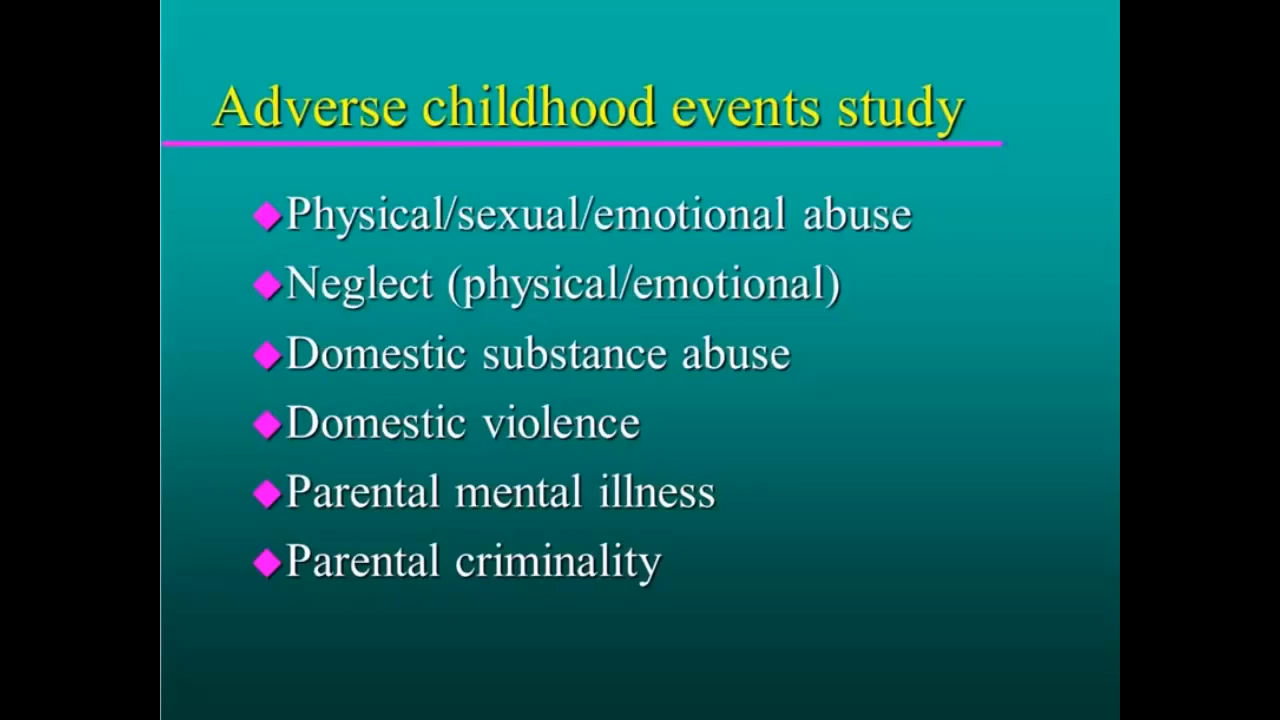 Adverse childhood events study
Physical/sexual/emotional abuse
Neglect (physical/emotional)
Domestic substance abuse
Domestic violence
Parental mental illness
Parental criminality